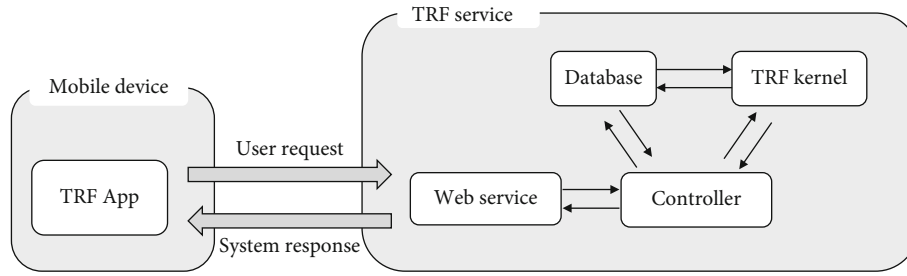 TRF service
Database
TRF kernel
Mobile device
User request
TRF App
Web service
Controller
System response